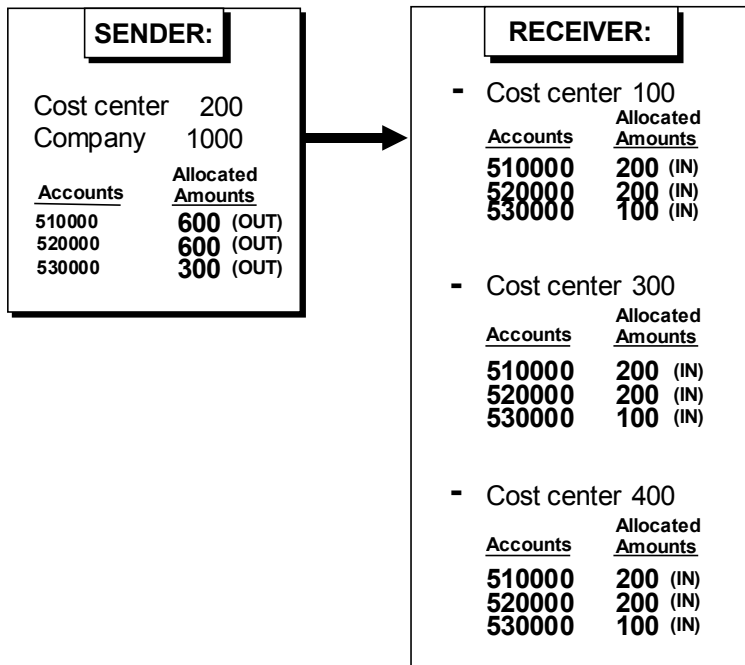 SENDER:
Cost center 200
Company 1000
Allocated
Accounts Amounts
510000 600 (OUT)
520000 600 (OUT)
530000 300 (OUT)
RECEIVER:
- Cost center 100
Allocated
Accounts Amounts
510000 200 (IN)
520000 200 (IN)
530000 100 (IN)
- Cost center 300
Allocated
Accounts Amounts
510000 200 (IN)
520000 200 (IN)
530000 100 (IN)
- Cost center 400
Allocated
Accounts Amounts
510000 200 (IN)
520000 200 (IN)
530000 100 (IN)